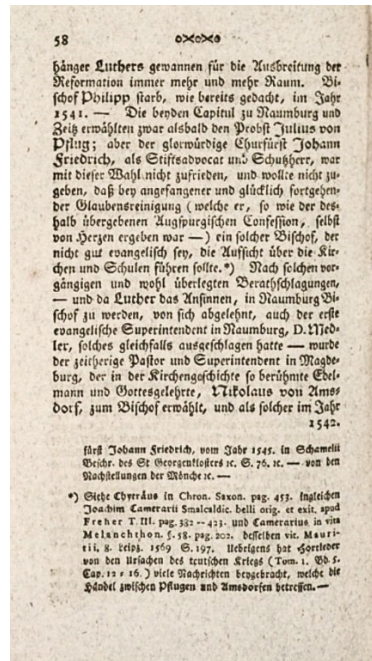 58 o×o×o
hänger Luthers gewannen für die Ausbreitung der
Reformation immer mehr und mehr Raum. Bi-
schof Philipp starb, wie bereits gedacht, im Jahr
1541. — Die beyden Capitul zu Naumburg und
Zeitz erwählten zwar alsbald den Probst Julius von
Pflug; aber der glorwürdige Churfürst Johann
Friedrich, als Stiftsadvocat und Schutzherr, war
mit dieser Wahl nicht zufrieden, und wollte nicht zu-
geben, daß bey angefangener und glücklich fortgehen-
der Glaubensreinigung (welche er, so wie der des-
halb übergebenen Augspurgischen Confession, selbst
von Herzen ergeben war —) ein solcher Bischof, der
nicht gut evangelisch sey, die Aufsicht über die Kir-
chen und Schulen führen sollte.*) Nach solchen vor-
gängigen und wohl überlegten Berathschlagungen,
— und da Luther das Ansinnen, in Naumburg Bi-
schof zu werden, von sich abgelehnt, auch der erste
evangelische Superintendent in Naumburg, D. Med-
ler, solches gleichfalls ausgeschlagen hatte — wurde
der zeitherige Pastor und Superintendent in Magde-
burg, der in der Kirchengeschichte so berühmte Edel-
mann und Gottesgelehrte, Nikolaus von Ams-
dorf, zum Bischof erwählt, und als solcher im Jahr
1542.
fürst Johann Friedrich, vom Jahr 1545. in Schamelii
Beschr. des St Georgenklosters ꝛc. S. 76. ꝛc. — von den
Nachstellungen der Mönche ꝛc. —
*) Siehe Chyträus in Chron. Saxon. pag. 453. ingleichen
Joachim Camerarii Smalcaldic. belli orig. et exit. apud
Freher T. III. pag. 382 -- 423. und Camerarius in vita
Melanchthon. §. 58. pag. 202. desselben vit. Mauri-
tii, 8. Leipz. 1569 S. 197. Uebrigens hat Hortleder
von den Ursachen des teutschen Kriegs (Tom. 1. Bd. 5.
Cap. 12 = 16.) viele Nachrichten beygebracht, welche die
Händel zwischen Pflugen und Amsdorfen betreffen. —